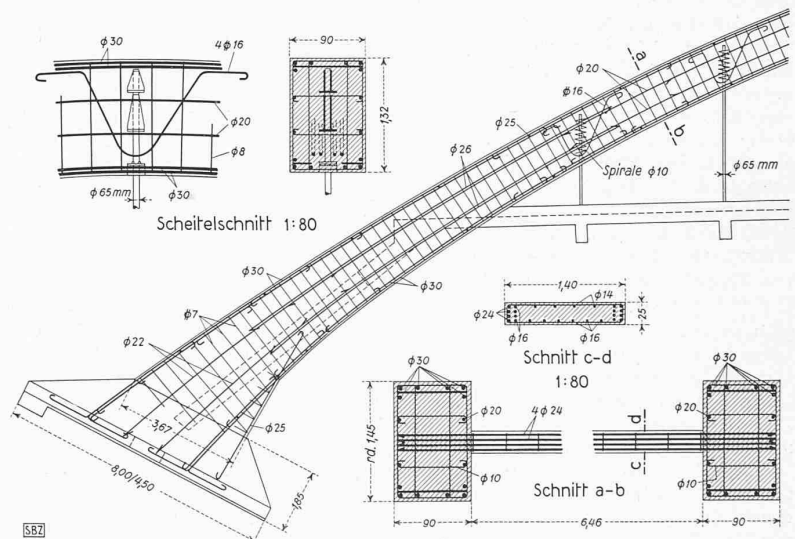 ϕ30
4ϕ16
90
1,32
ϕ20
ϕ8
ϕ65mm
ϕ30
Scheitelschnitt 1:80
a
ϕ20
ϕ16
ϕ25
b
ϕ26
Spirale ϕ10
ϕ65mm
ϕ30
ϕ30
ϕ7
ϕ22
3,67
ϕ25
8,00/4,50
1,85
1,40
ϕ14
ϕ24
25
ϕ16
ϕ16
Schnitt c-d
1:80
ϕ30
ϕ30
ϕ20
4ϕ24
d
ϕ20
rd. 1,45
c
ϕ10
ϕ10
Schnitt a-b
90
6,46
90
SBZ